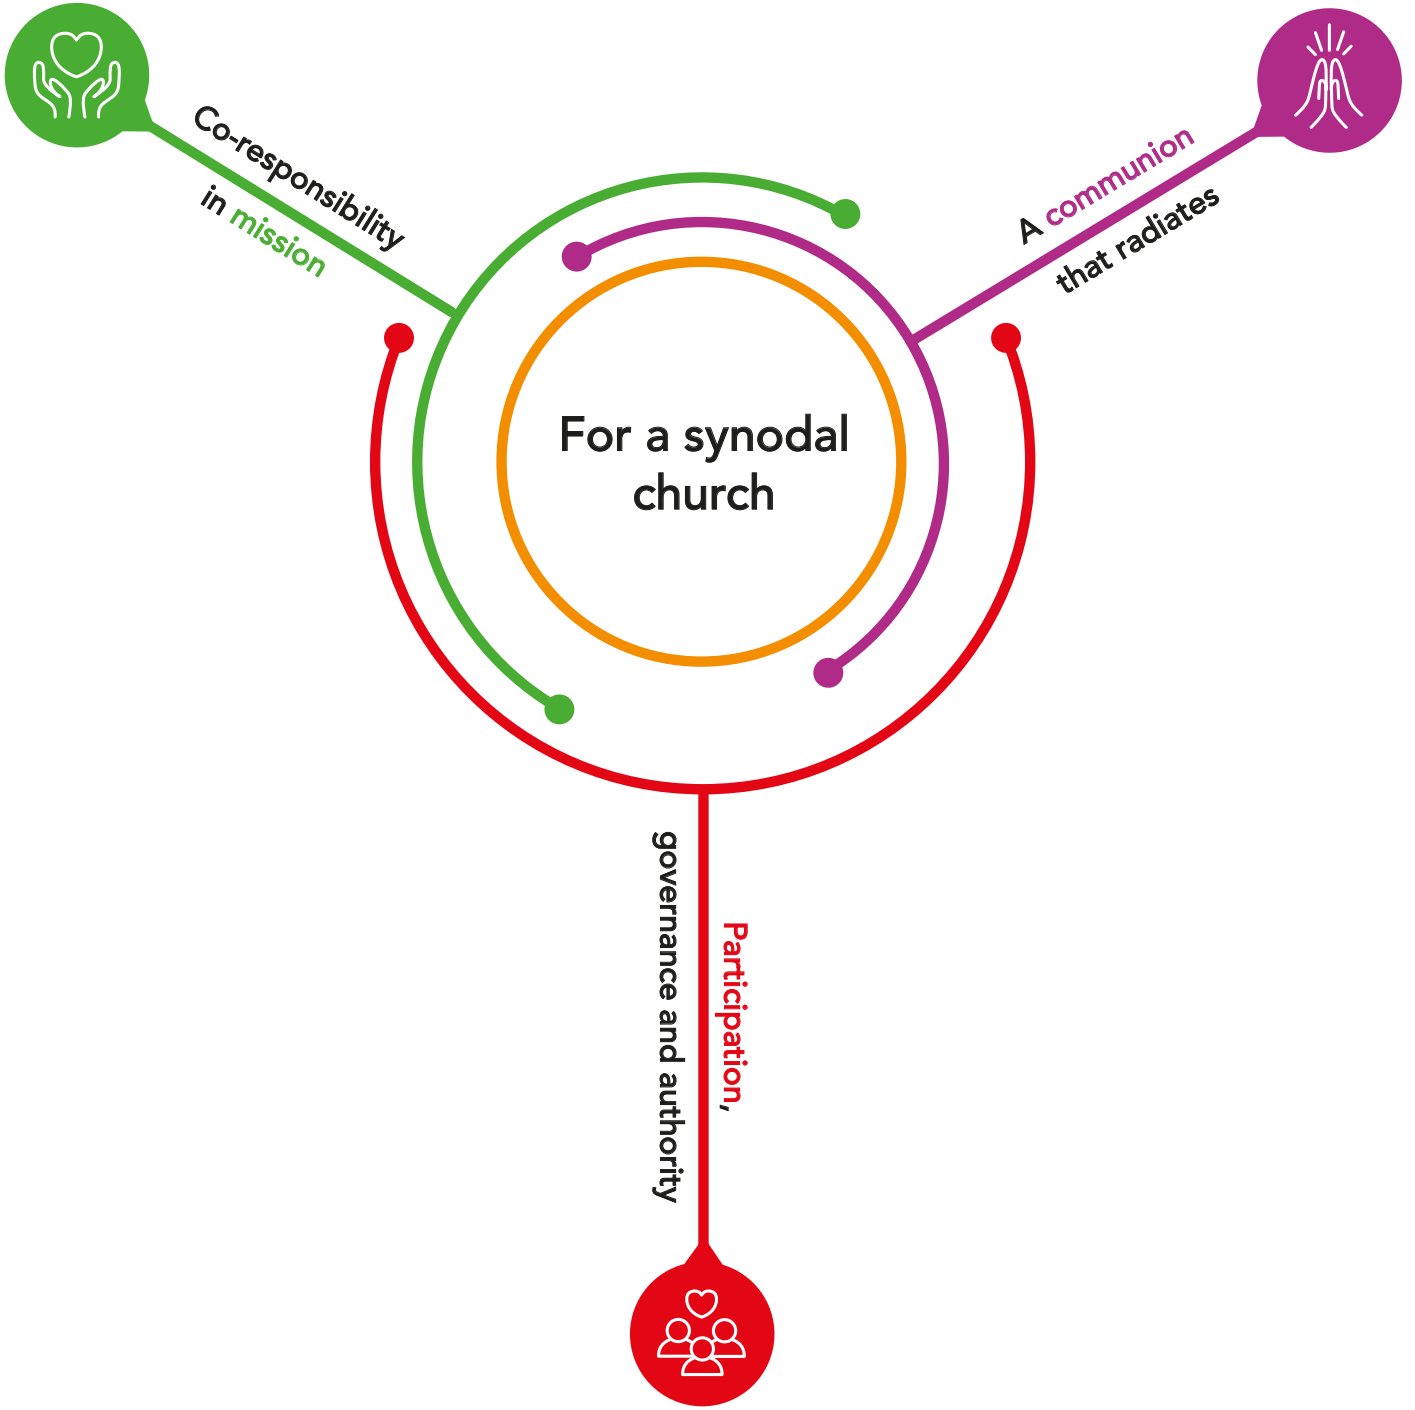 Co-responsibility
in mission
A communion
that radiates
For a synodal
church
Participation,
governance and authority